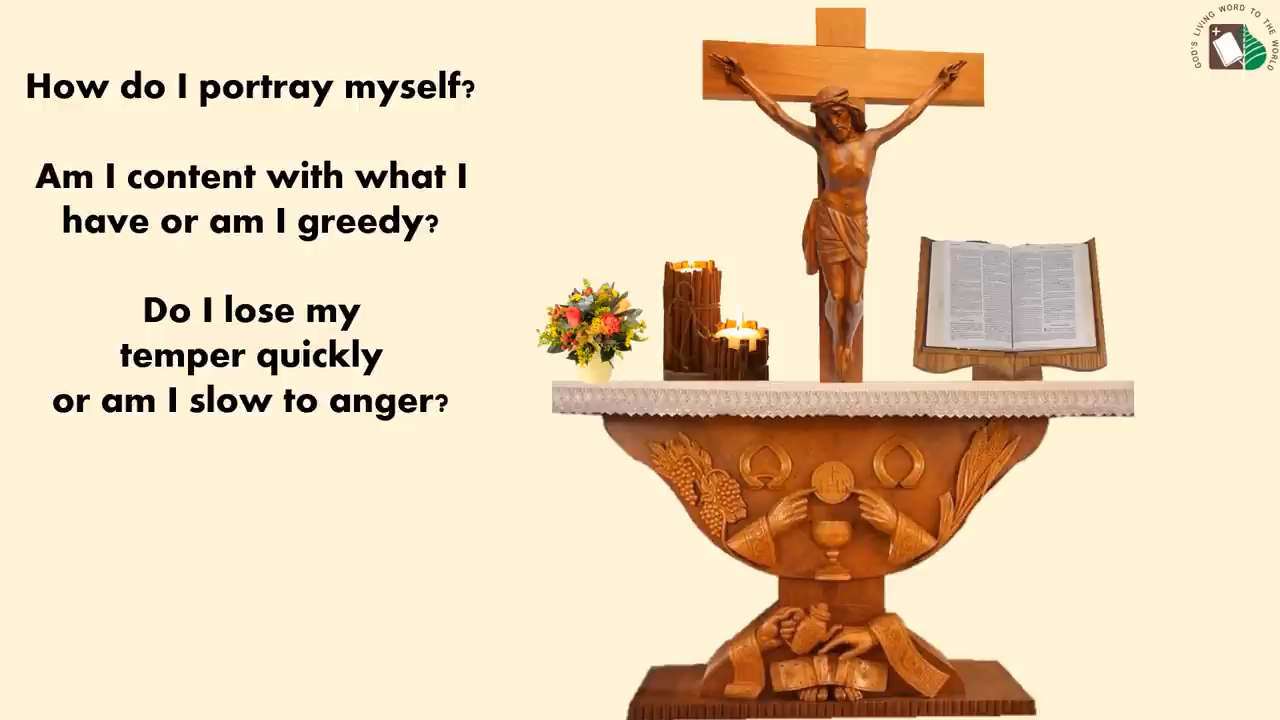 How do I portray myself?
Am I content with what I
have or am I greedy?
Do I lose my
temper quickly
or am I slow to anger?
GOD'S LIVING WORD TO THE WORLD